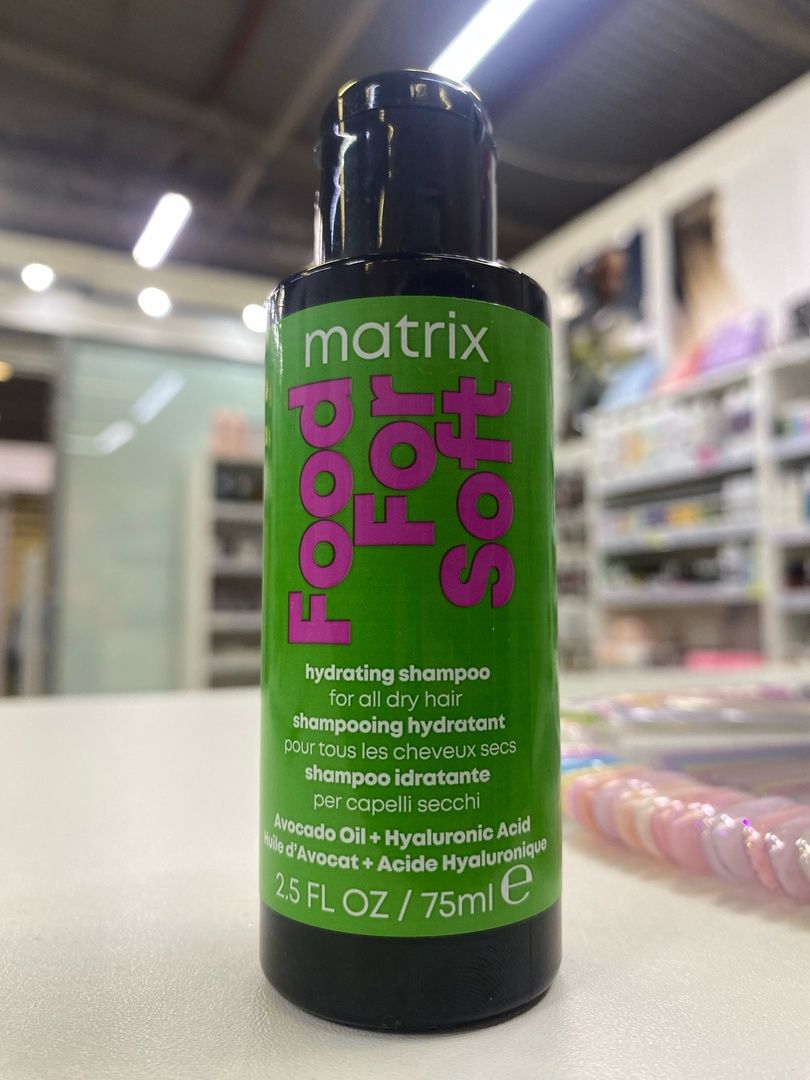 matrix
Food
For
Soft
hydrating shampoo
for all dry hair
shampooing hydratant
pour tous les cheveux secs
shampoo idratante
per capelli secchi
Avocado Oil + Hyaluronic Acid
Huile d'Avocat + Acide Hyaluronique
2.5 FL OZ / 75ml ℮